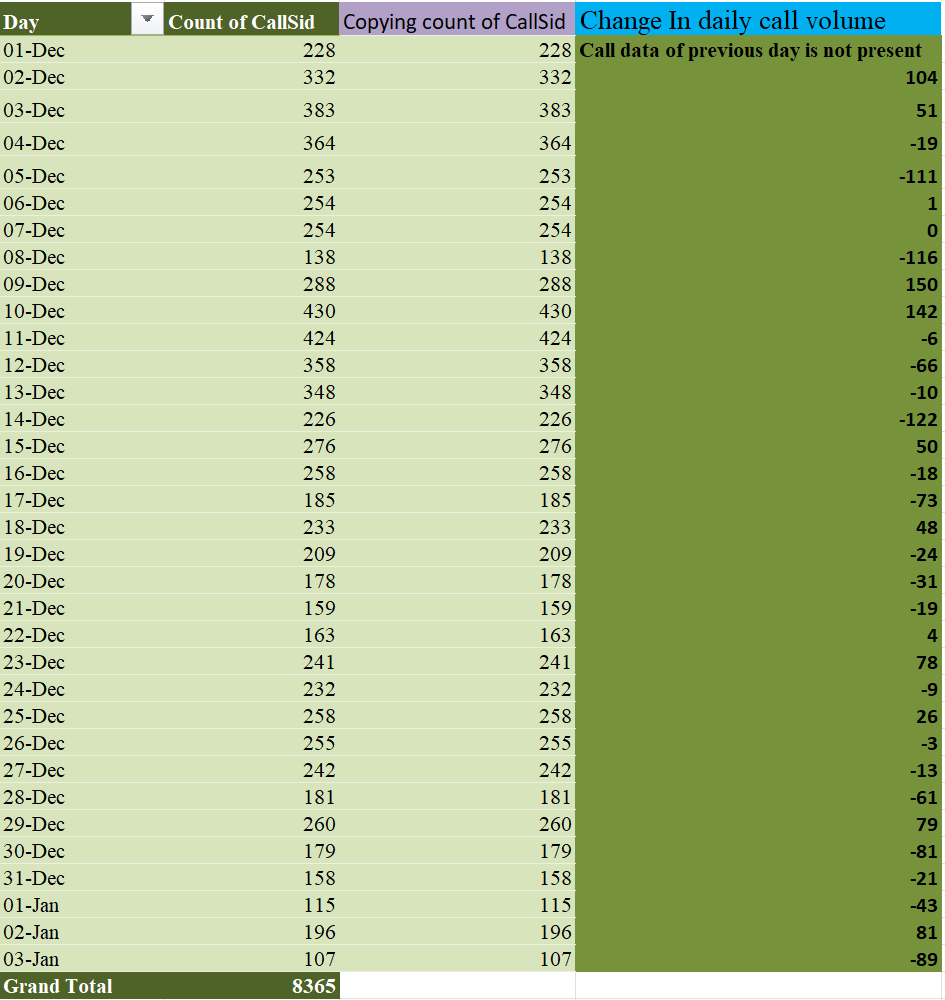 Day Count of CallSid Copying count of CallSid Change In daily call volume
01-Dec 228 228 Call data of previous day is not present
02-Dec 332 332 104
03-Dec 383 383 51
04-Dec 364 364 -19
05-Dec 253 253 -111
06-Dec 254 254 1
07-Dec 254 254 0
08-Dec 138 138 -116
09-Dec 288 288 150
10-Dec 430 430 142
11-Dec 424 424 -6
12-Dec 358 358 -66
13-Dec 348 348 -10
14-Dec 226 226 -122
15-Dec 276 276 50
16-Dec 258 258 -18
17-Dec 185 185 -73
18-Dec 233 233 48
19-Dec 209 209 -24
20-Dec 178 178 -31
21-Dec 159 159 -19
22-Dec 163 163 4
23-Dec 241 241 78
24-Dec 232 232 -9
25-Dec 258 258 26
26-Dec 255 255 -3
27-Dec 242 242 -13
28-Dec 181 181 -61
29-Dec 260 260 79
30-Dec 179 179 -81
31-Dec 158 158 -21
01-Jan 115 115 -43
02-Jan 196 196 81
03-Jan 107 107 -89
Grand Total 8365